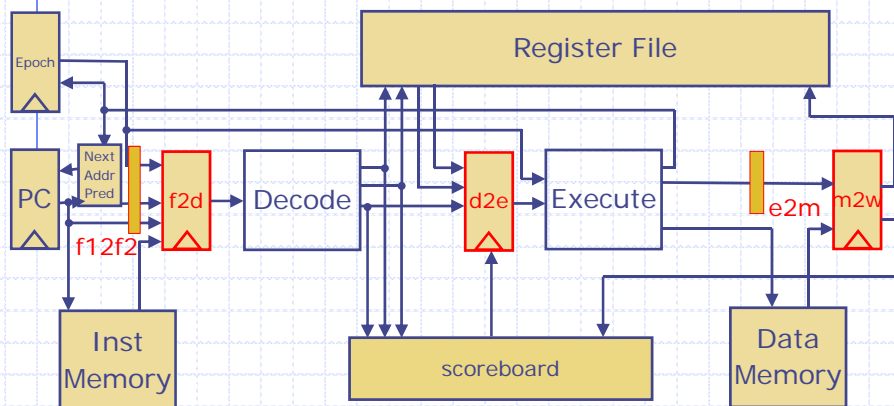 Register File
Epoch
Next
Addr
Pred
PC
f2d
Decode
d2e
Execute
m2w
e2m
f12f2
Inst
Memory
scoreboard
Data
Memory